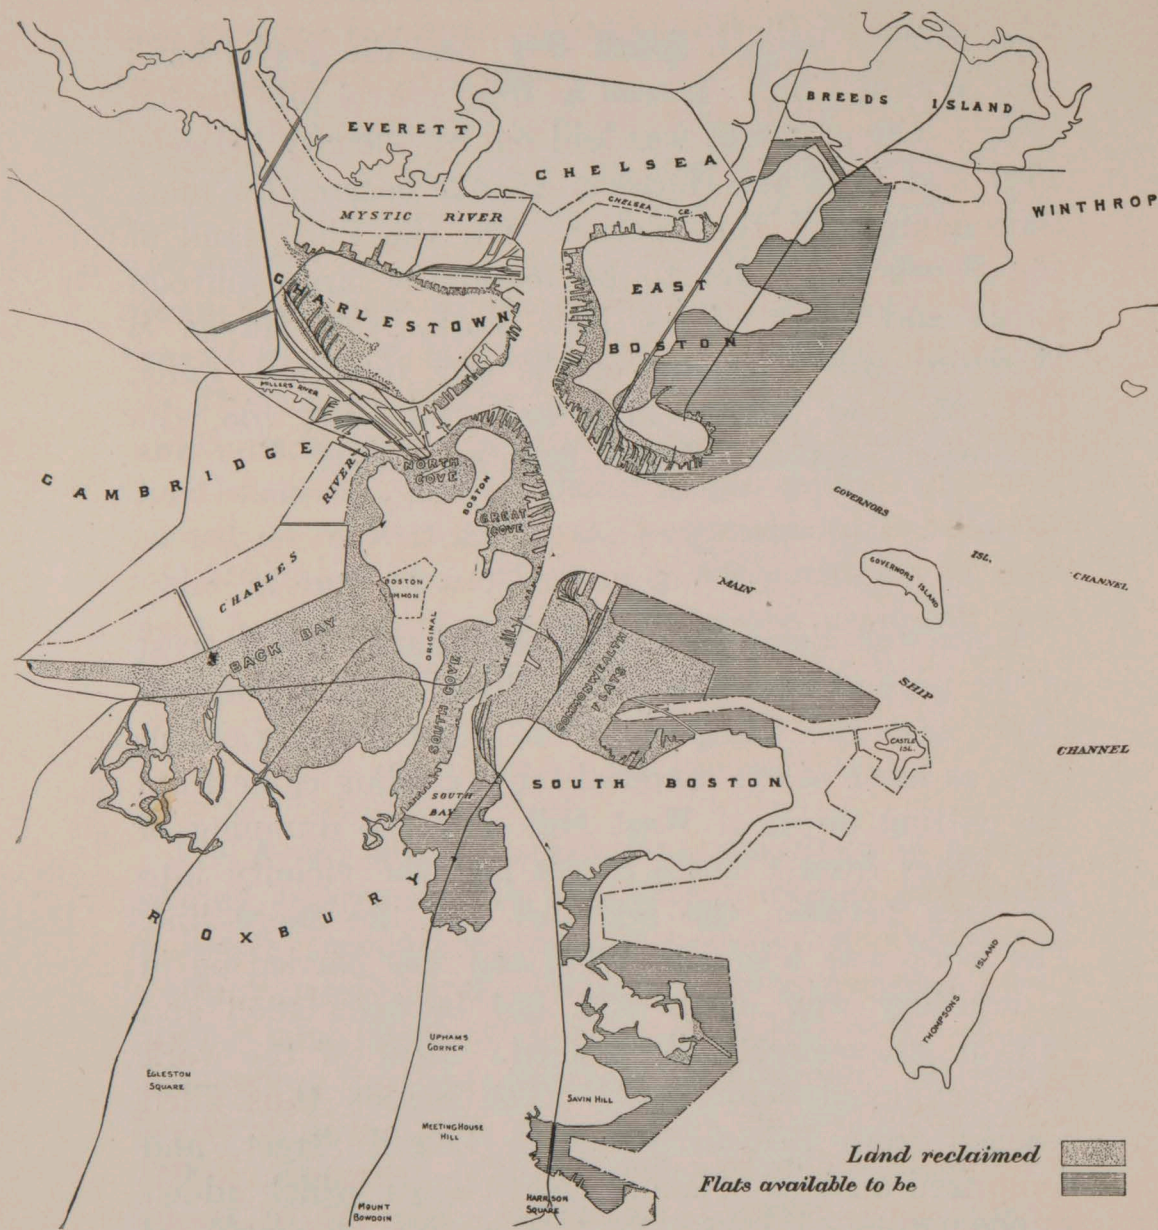 BREEDS ISLAND
EVERETT
CHELSEA
WINTHROP
MYSTIC RIVER
CHELSEA CR.
CHARLESTOWN
EAST
BOSTON
MILLERS RIVER
CAMBRIDGE
NORTH
COVE
RIVER
BOSTON
GREAT
COVE
GOVERNORS
ISL.
GOVERNORS ISLAND
CHARLES
BOSTON
COMMON
MAIN
CHANNEL
ORIGINAL
BACK BAY
COMMONWEALTH
FLATS
SHIP
SOUTH COVE
CASTLE
ISL.
CHANNEL
SOUTH BOSTON
SOUTH
BAY
ROXBURY
THOMPSONS ISLAND
UPHAMS
CORNER
EGLESTON
SQUARE
SAVIN HILL
MEETINGHOUSE
HILL
Land reclaimed
Flats available to be
HARRISON
SQUARE
MOUNT
BOWDOIN